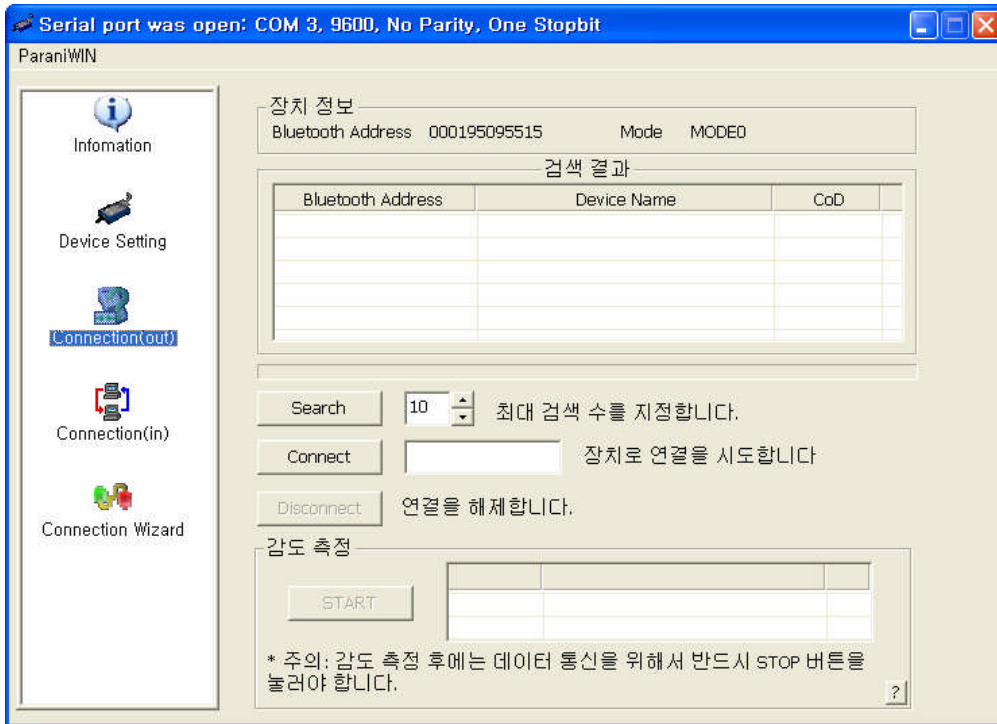 Serial port was open: COM 3, 9600, No Parity, One Stopbit
ParaniWIN
Infomation
Device Setting
Connection(out)
Connection(in)
Connection Wizard
장치 정보
Bluetooth Address 000195095515 Mode MODE0
검색 결과
Bluetooth Address Device Name CoD
Search 10 최대 검색 수를 지정합니다.
Connect 장치로 연결을 시도합니다
Disconnect 연결을 해제합니다.
감도 측정
START
* 주의: 감도 측정 후에는 데이터 통신을 위해서 반드시 STOP 버튼을
눌러야 합니다.
?